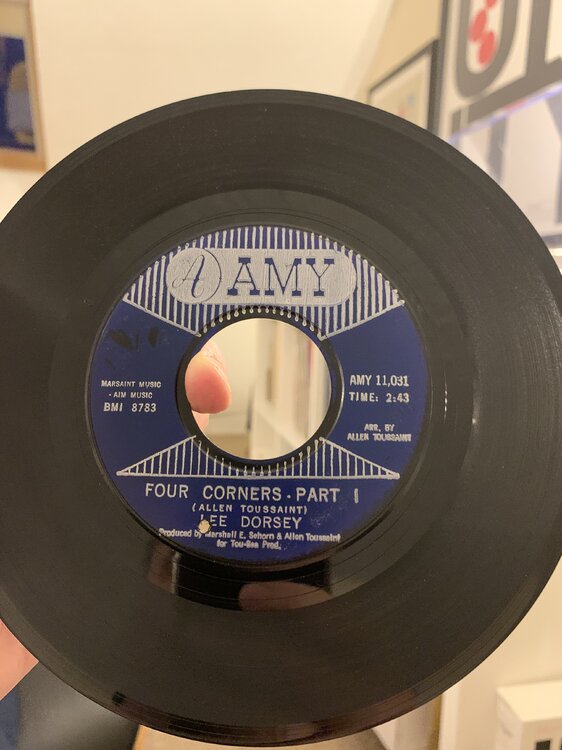 A AMY
MARSAINT MUSIC
- AIM MUSIC
BMI 8783
AMY 11,031
TIME: 2:43
ARR. BY
ALLEN TOUSSAINT
FOUR CORNERS - PART I
(ALLEN TOUSSAINT)
LEE DORSEY
Produced by Marshall E. Sehorn & Allen Toussaint
for Tou-Sea Prod.